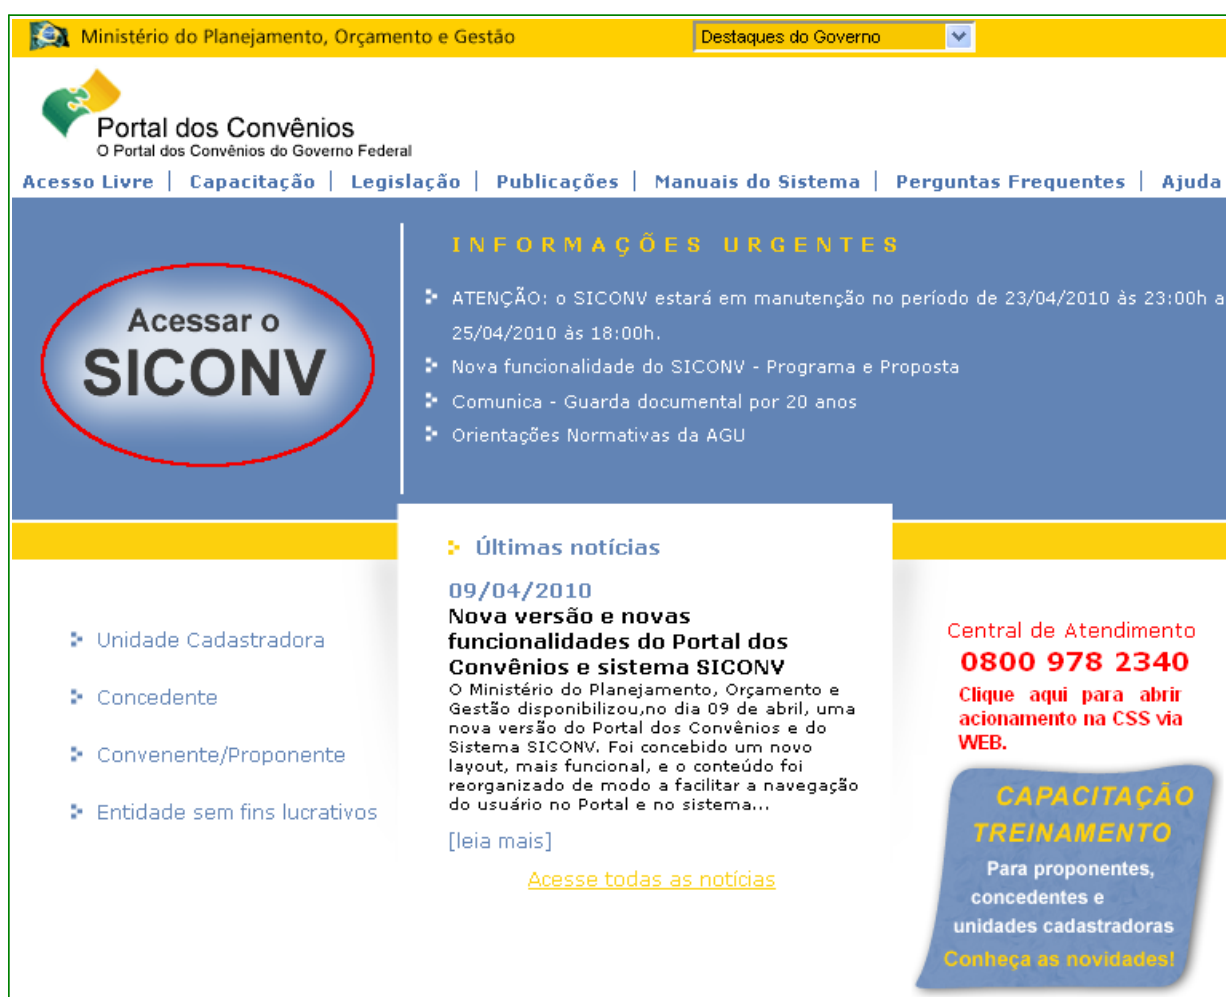 Ministério do Planejamento, Orçamento e Gestão
Destaques do Governo
Portal dos Convênios
O Portal dos Convênios do Governo Federal
Acesso Livre | Capacitação | Legislação | Publicações | Manuais do Sistema | Perguntas Frequentes | Ajuda
Acessar o
SICONV
INFORMAÇÕES URGENTES
ATENÇÃO: o SICONV estará em manutenção no período de 23/04/2010 às 23:00h a
25/04/2010 às 18:00h.
Nova funcionalidade do SICONV - Programa e Proposta
Comunica - Guarda documental por 20 anos
Orientações Normativas da AGU
Unidade Cadastradora
Concedente
Convenente/Proponente
Entidade sem fins lucrativos
Últimas notícias
09/04/2010
Nova versão e novas
funcionalidades do Portal dos
Convênios e sistema SICONV
O Ministério do Planejamento, Orçamento e
Gestão disponibilizou,no dia 09 de abril, uma
nova versão do Portal dos Convênios e do
Sistema SICONV. Foi concebido um novo
layout, mais funcional, e o conteúdo foi
reorganizado de modo a facilitar a navegação
do usuário no Portal e no sistema...
[leia mais]
Acesse todas as notícias
Central de Atendimento
0800 978 2340
Clique aqui para abrir
acionamento na CSS via
WEB.
CAPACITAÇÃO
TREINAMENTO
Para proponentes,
concedentes e
unidades cadastradoras
Conheça as novidades!